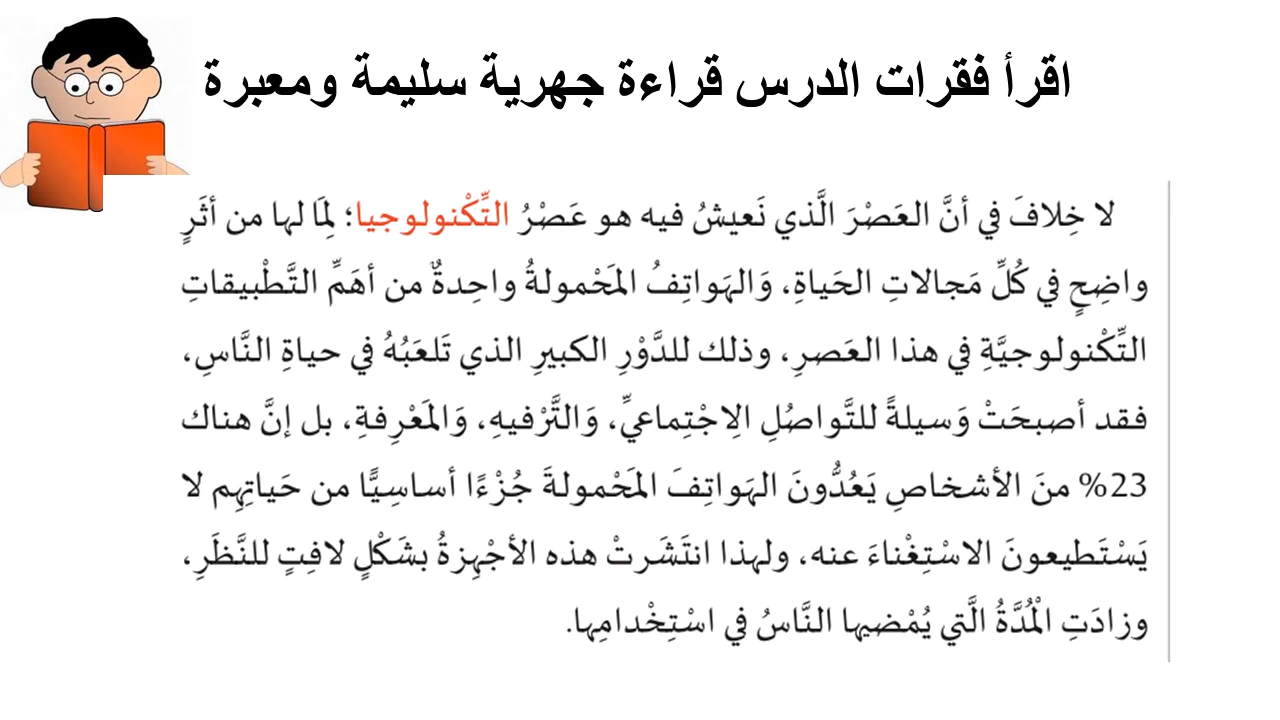 اقرأ فقرات الدرس قراءة جهرية سليمة ومعبرة
لا خِلافَ في أنَّ العَصْرَ الَّذي نَعيشُ فيه هو عَصْرُ التِّكْنولوجيا؛ لِمَا لها من أثَرٍ
واضِحٍ في كُلِّ مَجالاتِ الحَياةِ، وَالهَواتِفُ المَحْمولةُ واحِدةٌ من أهَمِّ التَّطْبيقاتِ
التِّكْنولوجيَّةِ في هذا العَصرِ، وذلك للدَّوْرِ الكبيرِ الذي تَلعَبُهُ في حياةِ النَّاسِ،
فقد أصبحَتْ وَسيلةً للتَّواصُلِ الِاجْتِماعيِّ، وَالتَّرْفيهِ، وَالمَعْرِفةِ، بل إنَّ هناك
23% منَ الأشخاصِ يَعُدُّونَ الهَواتِفَ المَحْمولةَ جُزْءًا أساسِيًّا من حَياتِهِم لا
يَسْتَطيعونَ الاسْتِغْناءَ عنه، ولهذا انتَشَرتْ هذه الأجْهِزةُ بشَكْلٍ لافِتٍ للنَّظَرِ،
وزادَتِ الْمُدَّةُ الَّتي يُمْضيها النَّاسُ في اسْتِخْدامِها.